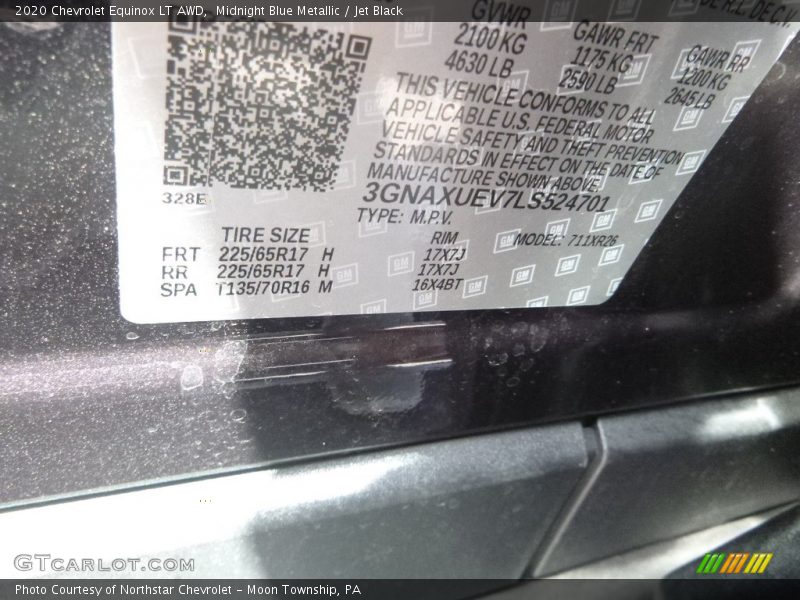 2020 Chevrolet Equinox LT AWD,  Midnight Blue Metallic / Jet Black
GVWR GAWR FRT GAWR RR
2100 KG 1175 KG 1200 KG
4630 LB 2590 LB 2645 LB
THIS VEHICLE CONFORMS TO ALL
APPLICABLE U.S. FEDERAL MOTOR
VEHICLE SAFETY AND THEFT PREVENTION
STANDARDS IN EFFECT ON THE DATE OF
MANUFACTURE SHOWN ABOVE
328E
3GNAXUEV7LS524701
TYPE: M.P.V.
TIRE SIZE RIM MODEL: 711XR26
FRT 225/65R17 H 17X7J
RR 225/65R17 H 17X7J
SPA T135/70R16 M 16X4BT
GTcarlot.com
Photo Courtesy of Northstar Chevrolet - Moon Township, PA